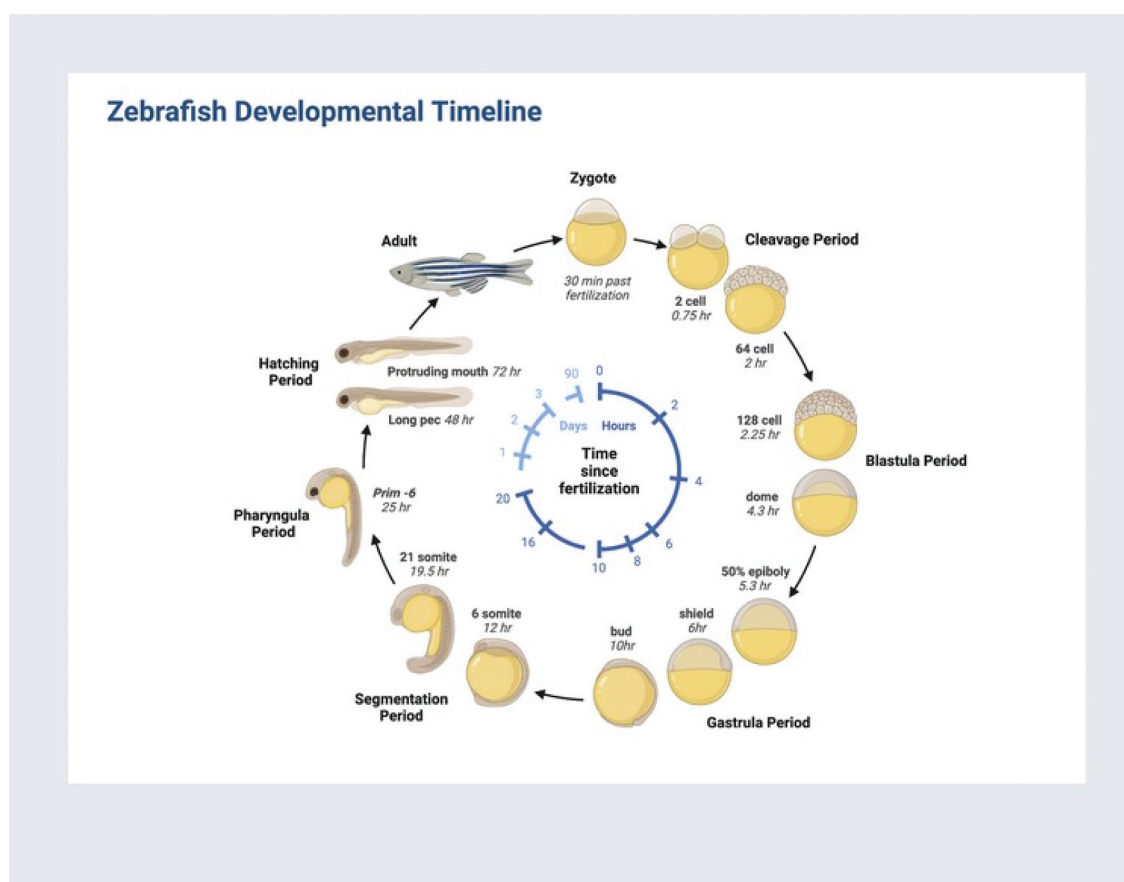 Zebrafish Developmental Timeline
Zygote
30 min past
fertilization
Cleavage Period
2 cell
0.75 hr
64 cell
2 hr
128 cell
2.25 hr
Blastula Period
dome
4.3 hr
50% epiboly
5.3 hr
shield
6hr
Gastrula Period
bud
10hr
6 somite
12 hr
21 somite
19.5 hr
Segmentation
Period
Prim -6
25 hr
Pharyngula
Period
Long pec 48 hr
Protruding mouth 72 hr
Hatching
Period
Adult
0
2
4
6
8
10
16
20
1
2
3
90
Days Hours
Time
since
fertilization